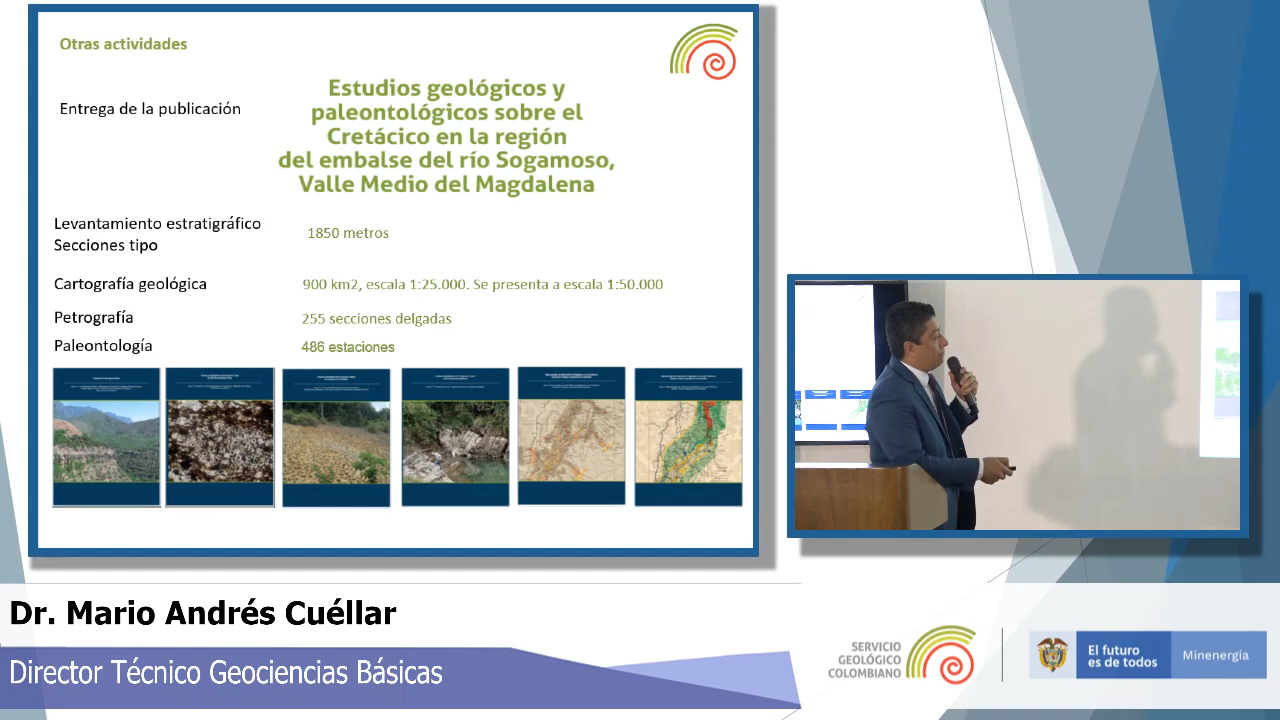 Otras actividades
Entrega de la publicación
Estudios geológicos y
paleontológicos sobre el
Cretácico en la región
del embalse del río Sogamoso,
Valle Medio del Magdalena
Levantamiento estratigráfico
Secciones tipo
1850 metros
Cartografía geológica
900 km2, escala 1:25.000. Se presenta a escala 1:50.000
Petrografía
255 secciones delgadas
Paleontología
486 estaciones
Dr. Mario Andrés Cuéllar
Director Técnico Geociencias Básicas
SERVICIO
GEOLÓGICO
COLOMBIANO
El futuro
es de todos
Minenergía